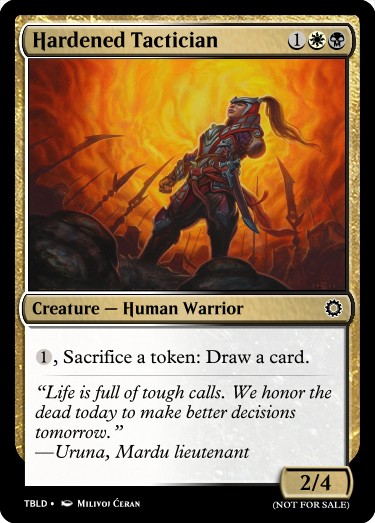 Hardened Tactician 1
Creature — Human Warrior
1, Sacrifice a token: Draw a card.
“Life is full of tough calls. We honor the
dead today to make better decisions
tomorrow.”
—Uruna, Mardu lieutenant
2/4
TBLD • Milivoj Ćeran
(NOT FOR SALE)